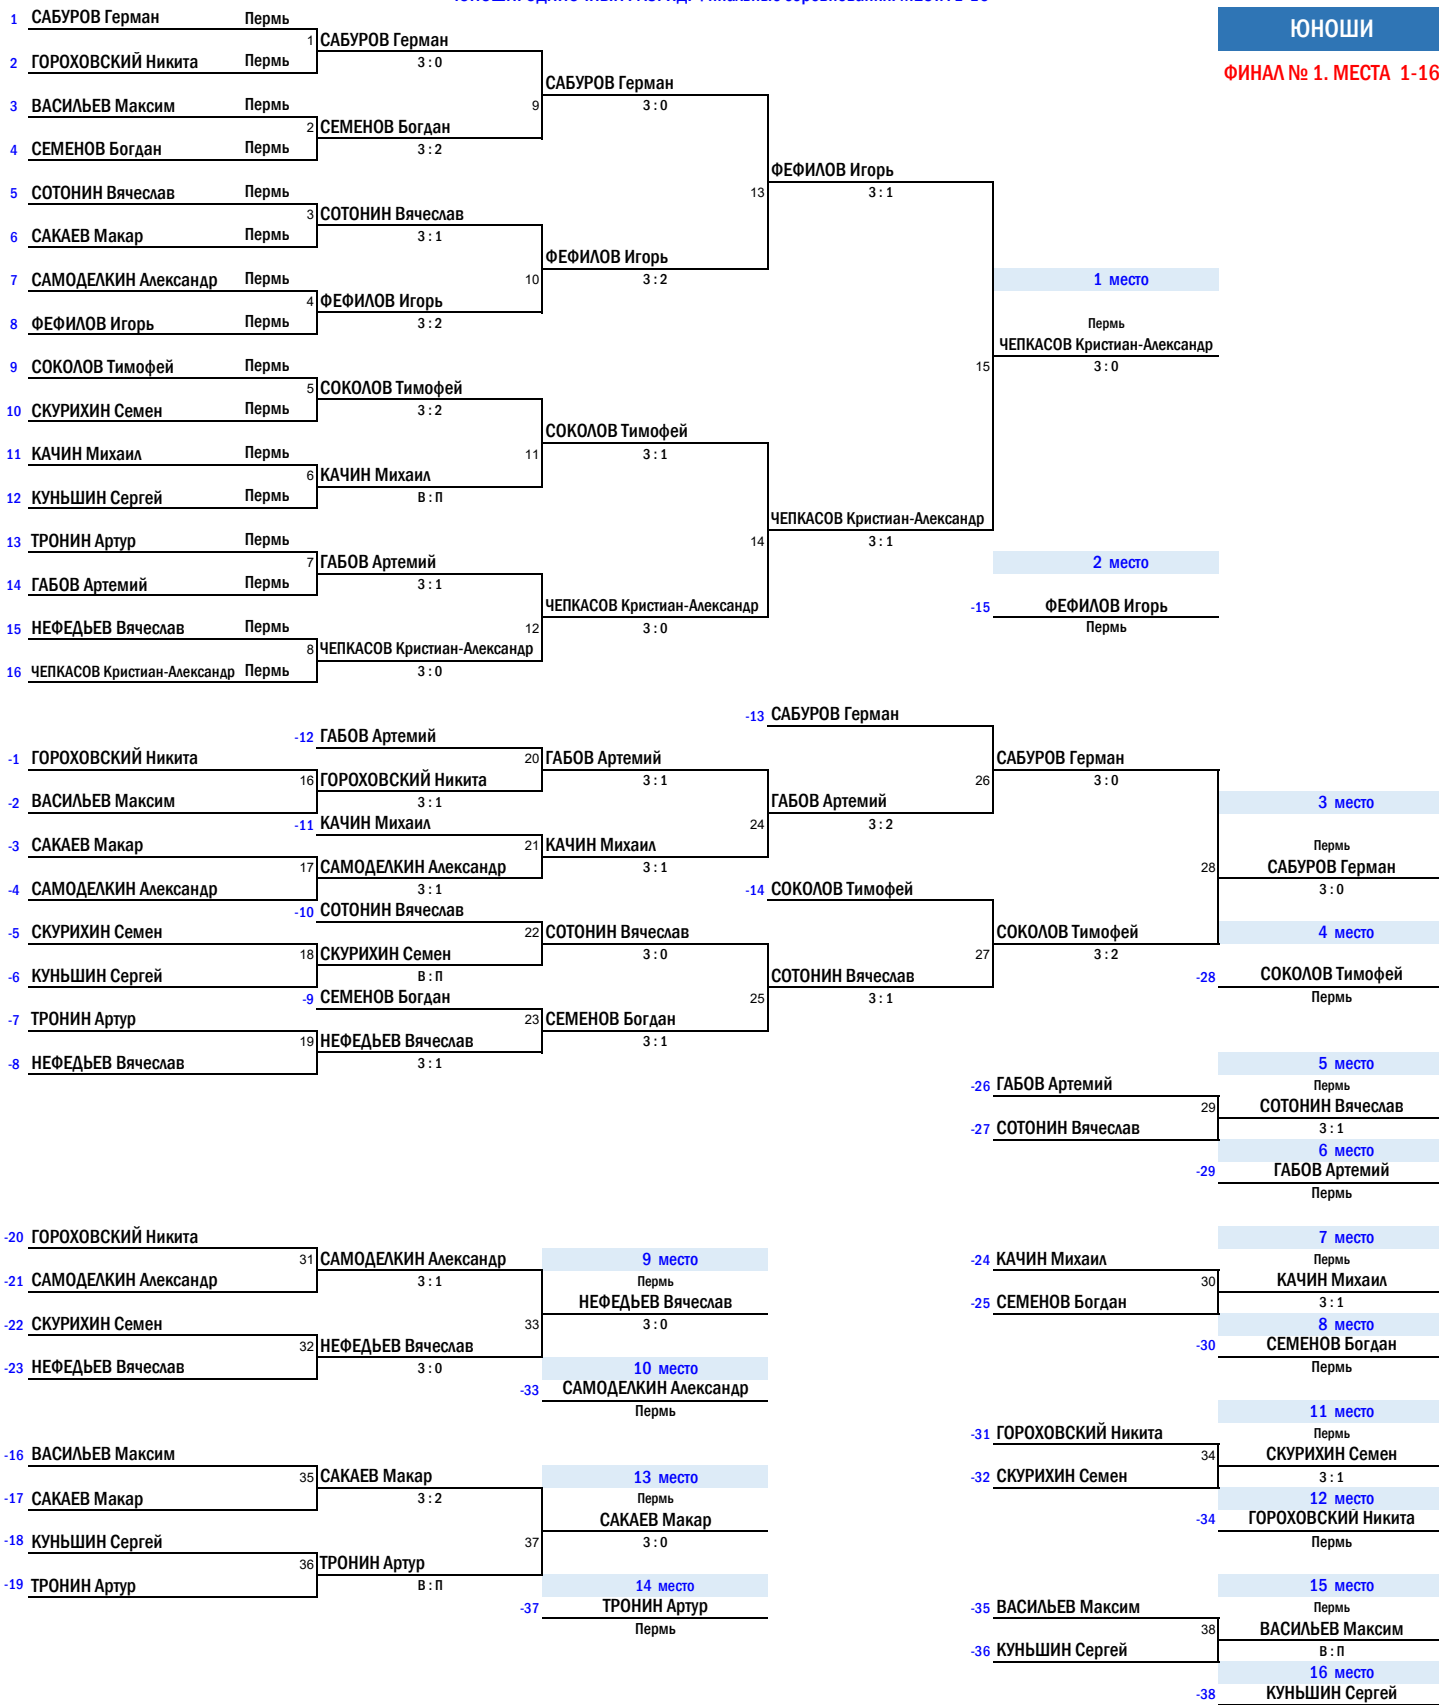 ЮНОШИ
ФИНАЛ № 1. МЕСТА 1-16
1 САБУРОВ Герман Пермь
1 САБУРОВ Герман
2 ГОРОХОВСКИЙ Никита Пермь 3 : 0
САБУРОВ Герман
3 ВАСИЛЬЕВ Максим Пермь 9 3 : 0
2 СЕМЕНОВ Богдан
4 СЕМЕНОВ Богдан Пермь 3 : 2
ФЕФИЛОВ Игорь
5 СОТОНИН Вячеслав Пермь 13 3 : 1
3 СОТОНИН Вячеслав
6 САКАЕВ Макар Пермь 3 : 1
ФЕФИЛОВ Игорь
7 САМОДЕЛКИН Александр Пермь 10 3 : 2 1 место
4 ФЕФИЛОВ Игорь
8 ФЕФИЛОВ Игорь Пермь 3 : 2 Пермь
ЧЕПКАСОВ Кристиан-Александр
9 СОКОЛОВ Тимофей Пермь 15 3 : 0
5 СОКОЛОВ Тимофей
10 СКУРИХИН Семен Пермь 3 : 2
СОКОЛОВ Тимофей
11 КАЧИН Михаил Пермь 11 3 : 1
6 КАЧИН Михаил
12 КУНЬШИН Сергей Пермь В : П
ЧЕПКАСОВ Кристиан-Александр
13 ТРОНИН Артур Пермь 14 3 : 1
7 ГАБОВ Артемий 2 место
14 ГАБОВ Артемий Пермь 3 : 1
ЧЕПКАСОВ Кристиан-Александр -15 ФЕФИЛОВ Игорь
15 НЕФЕДЬЕВ Вячеслав Пермь 12 3 : 0 Пермь
8 ЧЕПКАСОВ Кристиан-Александр
16 ЧЕПКАСОВ Кристиан-Александр Пермь 3 : 0
-13 САБУРОВ Герман
-12 ГАБОВ Артемий
-1 ГОРОХОВСКИЙ Никита 20 ГАБОВ Артемий САБУРОВ Герман
16 ГОРОХОВСКИЙ Никита 3 : 1 26 3 : 0
-2 ВАСИЛЬЕВ Максим 3 : 1 ГАБОВ Артемий 3 место
-11 КАЧИН Михаил 24 3 : 2
-3 САКАЕВ Макар 21 КАЧИН Михаил Пермь
17 САМОДЕЛКИН Александр 3 : 1 28 САБУРОВ Герман
-4 САМОДЕЛКИН Александр 3 : 1 -14 СОКОЛОВ Тимофей 3 : 0
-10 СОТОНИН Вячеслав
-5 СКУРИХИН Семен 22 СОТОНИН Вячеслав СОКОЛОВ Тимофей 4 место
18 СКУРИХИН Семен 3 : 0 27 3 : 2
-6 КУНЬШИН Сергей В : П СОТОНИН Вячеслав -28 СОКОЛОВ Тимофей
-9 СЕМЕНОВ Богдан 25 3 : 1 Пермь
-7 ТРОНИН Артур 23 СЕМЕНОВ Богдан
19 НЕФЕДЬЕВ Вячеслав 3 : 1
-8 НЕФЕДЬЕВ Вячеслав 3 : 1 5 место
-26 ГАБОВ Артемий Пермь
29 СОТОНИН Вячеслав
-27 СОТОНИН Вячеслав 3 : 1
6 место
-29 ГАБОВ Артемий
Пермь
-20 ГОРОХОВСКИЙ Никита 7 место
31 САМОДЕЛКИН Александр 9 место -24 КАЧИН Михаил Пермь
-21 САМОДЕЛКИН Александр 3 : 1 Пермь 30 КАЧИН Михаил
НЕФЕДЬЕВ Вячеслав -25 СЕМЕНОВ Богдан 3 : 1
-22 СКУРИХИН Семен 33 3 : 0 8 место
32 НЕФЕДЬЕВ Вячеслав -30 СЕМЕНОВ Богдан
-23 НЕФЕДЬЕВ Вячеслав 3 : 0 10 место Пермь
-33 САМОДЕЛКИН Александр
Пермь 11 место
-31 ГОРОХОВСКИЙ Никита Пермь
-16 ВАСИЛЬЕВ Максим 34 СКУРИХИН Семен
35 САКАЕВ Макар 13 место -32 СКУРИХИН Семен 3 : 1
-17 САКАЕВ Макар 3 : 2 Пермь 12 место
САКАЕВ Макар -34 ГОРОХОВСКИЙ Никита
-18 КУНЬШИН Сергей 37 3 : 0 Пермь
36 ТРОНИН Артур
-19 ТРОНИН Артур В : П 14 место 15 место
-37 ТРОНИН Артур -35 ВАСИЛЬЕВ Максим Пермь
Пермь 38 ВАСИЛЬЕВ Максим
-36 КУНЬШИН Сергей В : П
16 место
-38 КУНЬШИН Сергей